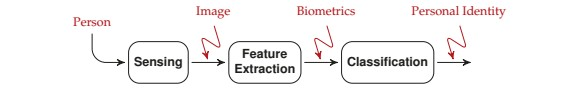 Person
Image
Biometrics
Personal Identity
Sensing
Feature
Extraction
Classification